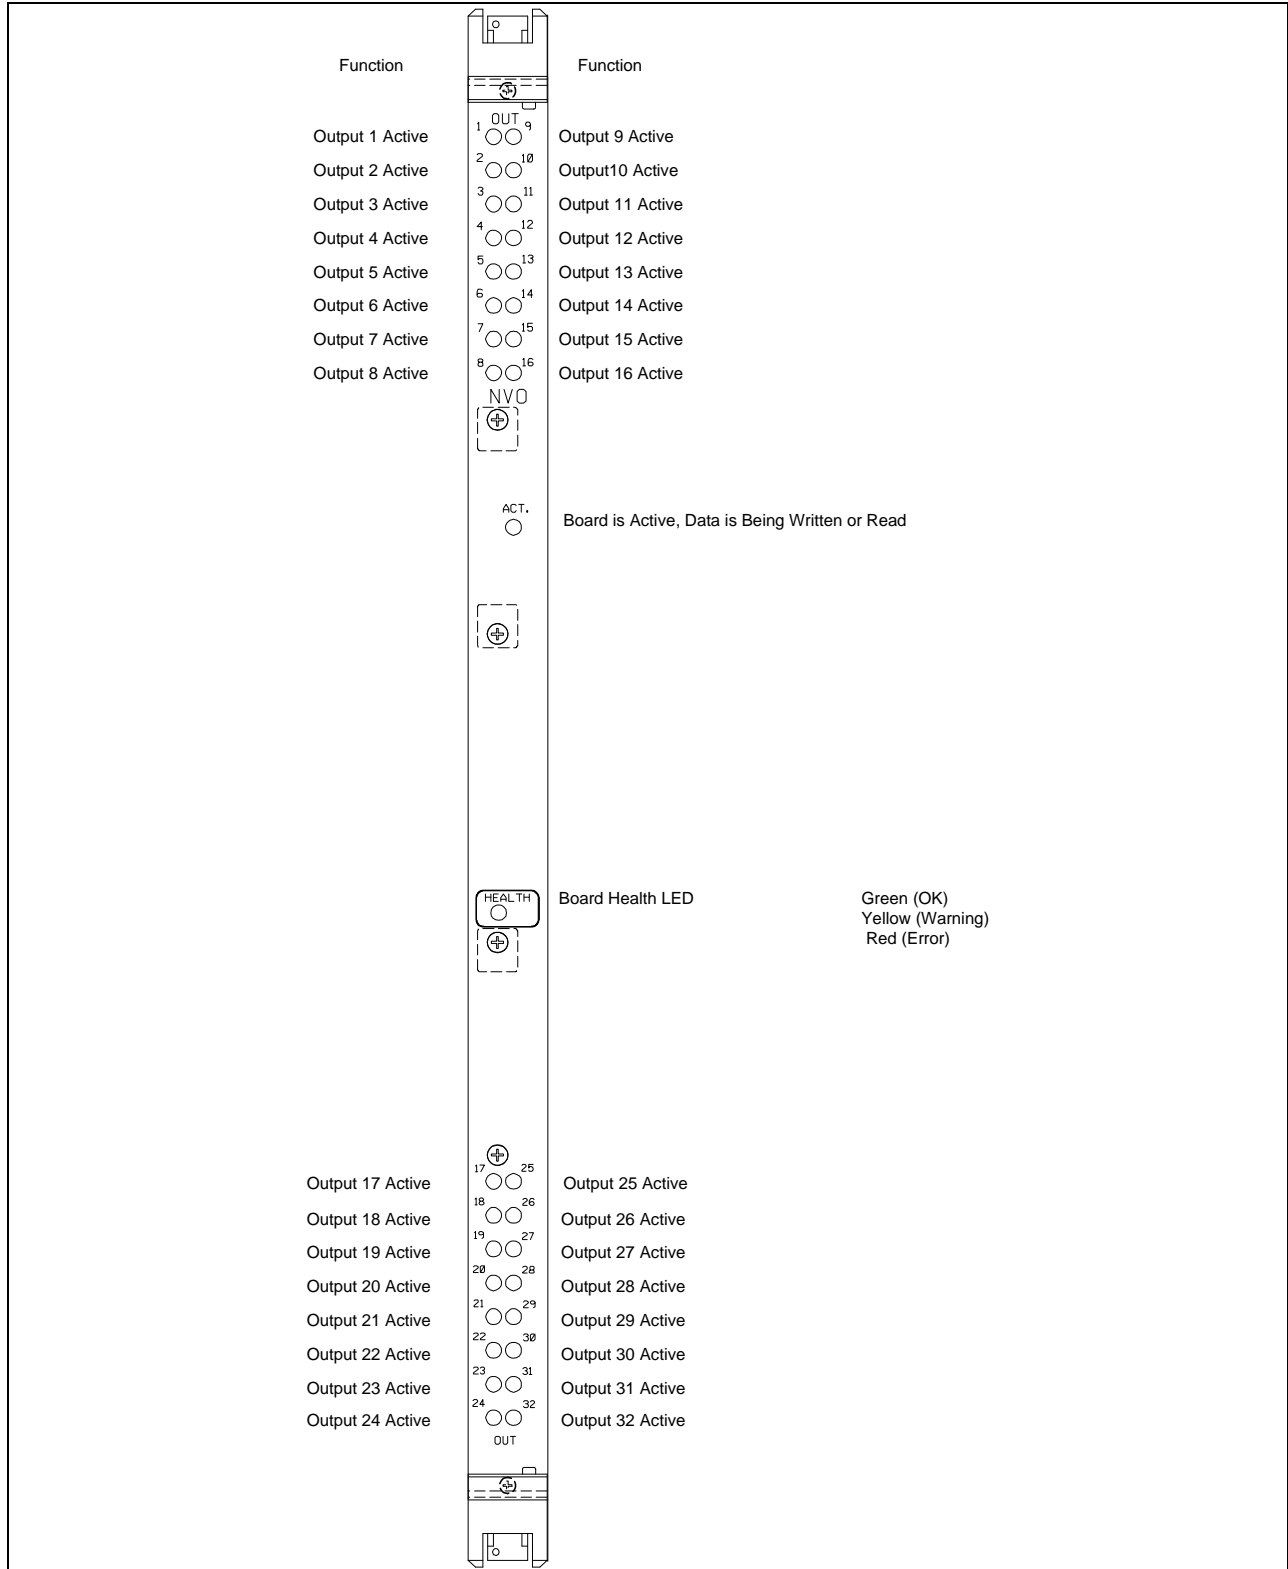 Function Function
OUT
Output 1 Active 1 9 Output 9 Active
Output 2 Active 2 10 Output10 Active
Output 3 Active 3 11 Output 11 Active
Output 4 Active 4 12 Output 12 Active
Output 5 Active 5 13 Output 13 Active
Output 6 Active 6 14 Output 14 Active
Output 7 Active 7 15 Output 15 Active
Output 8 Active 8 16 Output 16 Active
NVO
ACT.
Board is Active, Data is Being Written or Read
HEALTH Board Health LED Green (OK)
Yellow (Warning)
Red (Error)
Output 17 Active 17 25 Output 25 Active
Output 18 Active 18 26 Output 26 Active
Output 19 Active 19 27 Output 27 Active
Output 20 Active 20 28 Output 28 Active
Output 21 Active 21 29 Output 29 Active
Output 22 Active 22 30 Output 30 Active
Output 23 Active 23 31 Output 31 Active
Output 24 Active 24 32 Output 32 Active
OUT